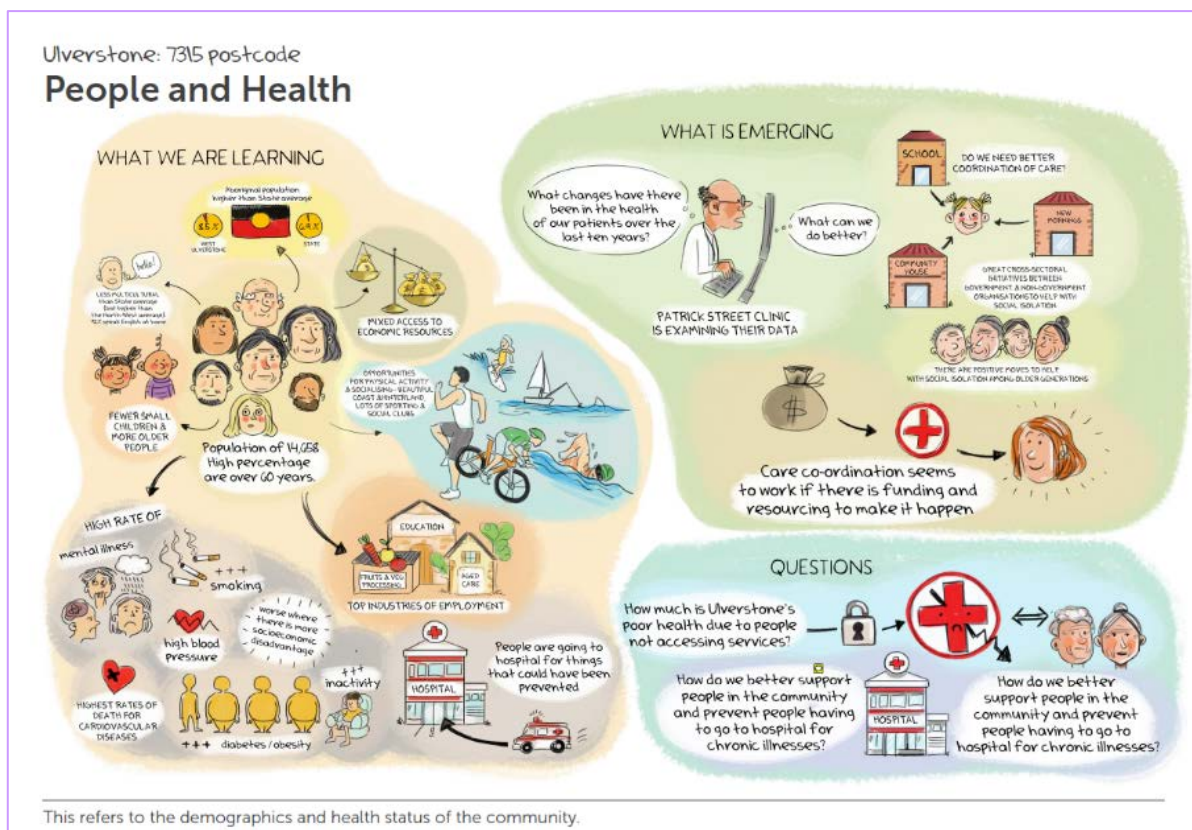 Ulverstone: 7315 postcode
People and Health
WHAT WE ARE LEARNING
Aboriginal population
higher than State average
8.5%
WEST
ULVERSTONE
STATE
hello!
LESS MULTICULTURAL
than State average
MIXED ACCESS TO
ECONOMIC RESOURCES
OPPORTUNITIES
FOR PHYSICAL ACTIVITY
& SOCIALISING - BEAUTIFUL
COAST & HINTERLAND,
LOTS OF SPORTING &
SOCIAL CLUBS
FEWER SMALL
CHILDREN &
MORE OLDER
PEOPLE
Population of 14,658
High percentage
are over 60 years.
EDUCATION
FRUITS & VEG
PROCESSING
AGED
CARE
TOP INDUSTRIES OF EMPLOYMENT
HIGH RATE OF
mental illness
+++
smoking
high blood
pressure
worse where
there is more
socioeconomic
disadvantage
HIGHEST RATES OF
DEATH FOR
CARDIOVASCULAR
DISEASES
+++ diabetes/obesity
+++
inactivity
HOSPITAL
People are going to
hospital for things
that could have been
prevented
WHAT IS EMERGING
What changes have there
been in the health
of our patients over the
last ten years?
What can we
do better?
PATRICK STREET CLINIC
IS EXAMINING THEIR DATA
SCHOOL
DO WE NEED BETTER
COORDINATION OF CARE?
NEW
MORNINGS
COMMUNITY
HOUSE
GREAT CROSS-SECTORAL
INITIATIVES BETWEEN
GOVERNMENT & NON-GOVERNMENT
ORGANISATIONS TO HELP WITH
SOCIAL ISOLATION
THERE ARE POSITIVE MOVES TO HELP
WITH SOCIAL ISOLATION AMONG OLDER GENERATIONS
$
Care co-ordination seems
to work if there is funding and
resourcing to make it happen
QUESTIONS
How much is Ulverstone's
poor health due to people
not accessing services?
How do we better support
people in the community
and prevent people having
to go to hospital for
chronic illnesses?
HOSPITAL
How do we better
support people in the
community and prevent
people having to go to
hospital for chronic illnesses?
This refers to the demographics and health status of the community.